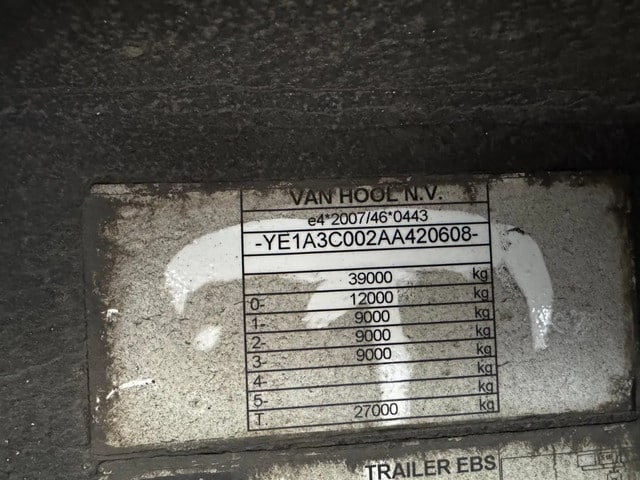 VAN HOOL N.V.
e4*2007/46*0443
-YE1A3C002AA420608-
39000 kg
0- 12000 kg
1- 9000 kg
2- 9000 kg
3- 9000 kg
4- kg
5- kg
T. 27000 kg
TRAILER EBS